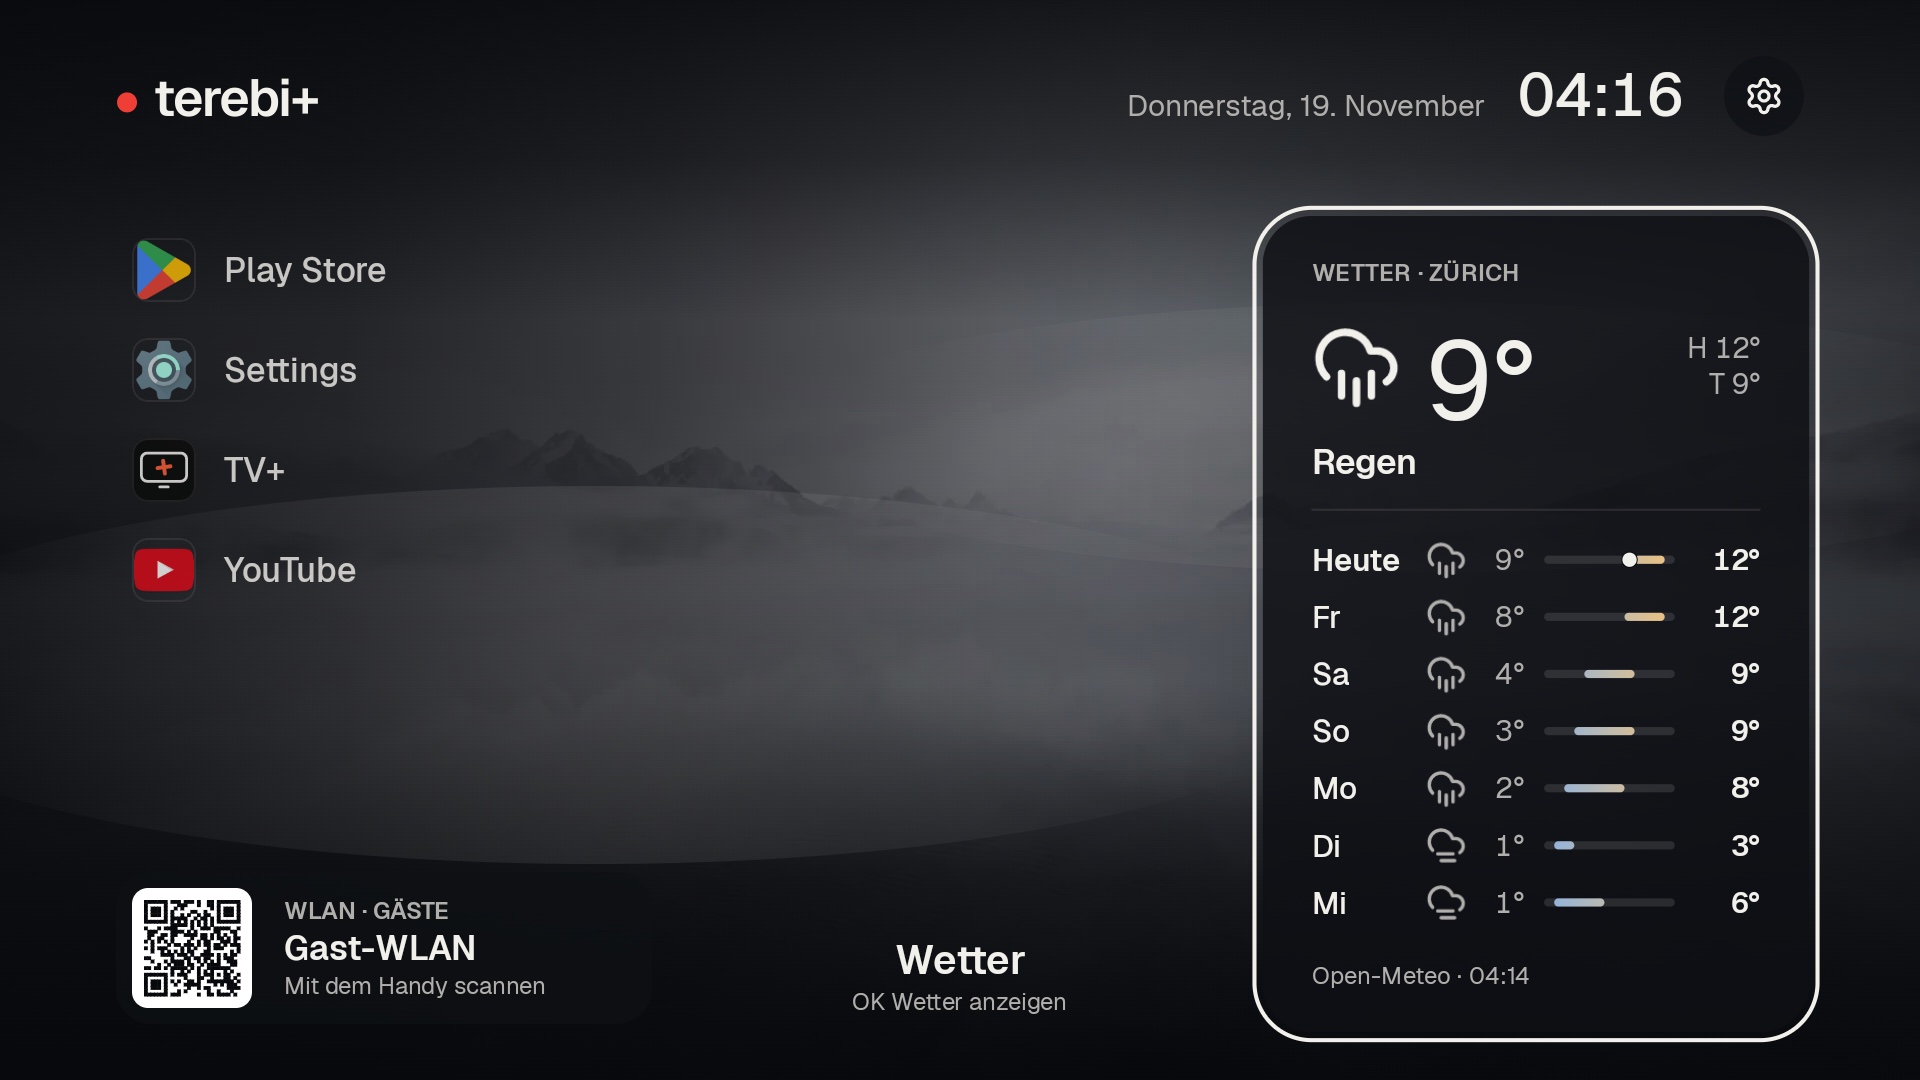 terebi+
Donnerstag, 19. November 04:16
Play Store
Settings
TV+
YouTube
WLAN · GÄSTE
Gast-WLAN
Mit dem Handy scannen
Wetter
OK Wetter anzeigen
WETTER · ZÜRICH
9°
H 12°
T 9°
Regen
Heute 9° 12°
Fr 8° 12°
Sa 4° 9°
So 3° 9°
Mo 2° 8°
Di 1° 3°
Mi 1° 6°
Open-Meteo · 04:14